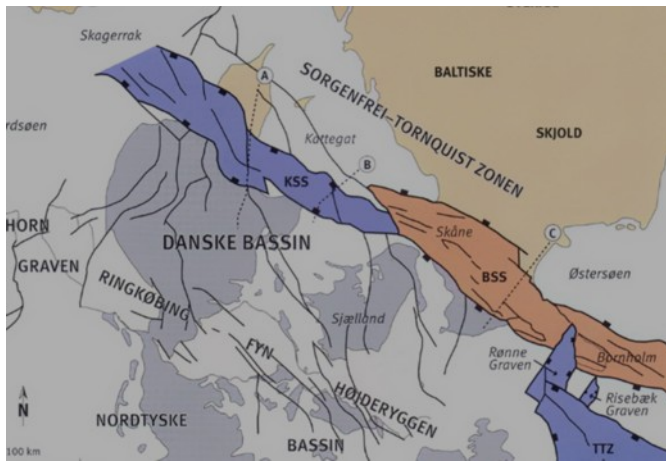 Skagerrak
A
BALTISKE
SORGENFREI–TORNQUIST ZONEN
SKJOLD
Kattegat
B
KSS
HORN
GRAVEN
DANSKE BASSIN
Skåne
C
BSS
Østersøen
RINGKØBING
Sjælland
FYN
HØJDERYGGEN
Rønne
Graven
Bornholm
Risebæk
Graven
N
NORDTYSKE
BASSIN
100 km
TTZ